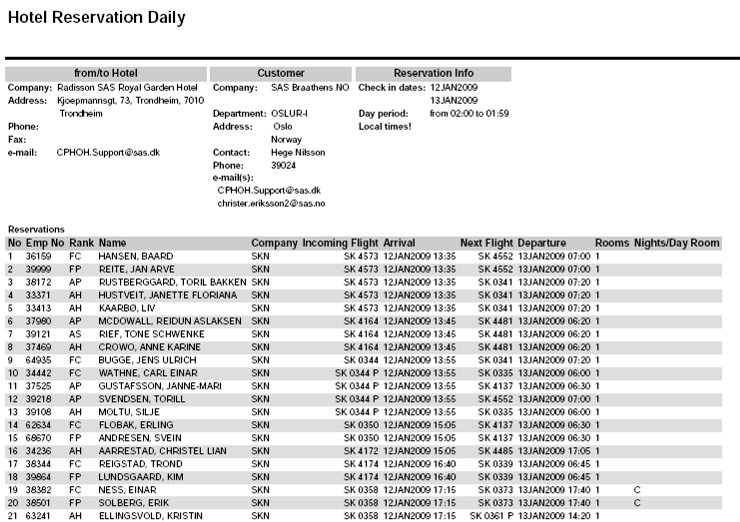 Hotel Reservation Daily
from/to Hotel Customer Reservation Info
Company: Radisson SAS Royal Garden Hotel Company: SAS Braathens NO Check in dates: 12JAN2009
Address: Kjoepmannsgt, 73, Trondheim, 7010 13JAN2009
Trondheim Department: OSLUR-I Day period: from 02:00 to 01:59
Phone: Address: Oslo Local times!
Fax: Norway
e-mail: CPHOH.Support@sas.dk Contact: Hege Nilsson
Phone: 39024
e-mail(s):
CPHOH.Support@sas.dk
christer.eriksson2@sas.no
Reservations
No Emp No Rank Name Company Incoming Flight Arrival Next Flight Departure Rooms Nights/Day Room
1 36159 FC HANSEN, BAARD SKN SK 4573 12JAN2009 13:35 SK 4552 13JAN2009 07:00 1
2 39999 FP REITE, JAN ARVE SKN SK 4573 12JAN2009 13:35 SK 4552 13JAN2009 07:00 1
3 38172 AP RUSTBERGGARD, TORIL BAKKEN SKN SK 4573 12JAN2009 13:35 SK 0341 13JAN2009 07:20 1
4 33371 AH HUSTVEIT, JANETTE FLORIANA SKN SK 4573 12JAN2009 13:35 SK 0341 13JAN2009 07:20 1
5 33413 AH KAARBØ, LIV SKN SK 4573 12JAN2009 13:35 SK 0341 13JAN2009 07:20 1
6 37980 AP MCDOWALL, REIDUN ASLAKSEN SKN SK 4164 12JAN2009 13:45 SK 4481 13JAN2009 06:20 1
7 39121 AS RIEF, TONE SCHWENKE SKN SK 4164 12JAN2009 13:45 SK 4481 13JAN2009 06:20 1
8 37469 AH CROWO, ANNE KARINE SKN SK 4164 12JAN2009 13:45 SK 4481 13JAN2009 06:20 1
9 64935 FC BUGGE, JENS ULRICH SKN SK 0344 12JAN2009 13:55 SK 0341 13JAN2009 07:20 1
10 34442 FC WATHNE, CARL EINAR SKN SK 0344 P 12JAN2009 13:55 SK 0335 13JAN2009 06:00 1
11 37525 AP GUSTAFSSON, JANNE-MARI SKN SK 0344 P 12JAN2009 13:55 SK 4137 13JAN2009 06:30 1
12 39218 AP SVENDSEN, TORILL SKN SK 0344 P 12JAN2009 13:55 SK 4552 13JAN2009 07:00 1
13 39108 AH MOLTU, SILJE SKN SK 0344 P 12JAN2009 13:55 SK 0335 13JAN2009 06:00 1
14 62634 FC FLOBAK, ERLING SKN SK 0350 12JAN2009 15:05 SK 4137 13JAN2009 06:30 1
15 68670 FP ANDRESEN, SVEIN SKN SK 0350 12JAN2009 15:05 SK 4137 13JAN2009 06:30 1
16 34236 AH AARRESTAD, CHRISTEL LIAN SKN SK 4172 12JAN2009 15:05 SK 4485 13JAN2009 17:05 1
17 38344 FC REIGSTAD, TROND SKN SK 4174 12JAN2009 16:40 SK 0339 13JAN2009 06:45 1
18 39864 FP LUNDSGAARD, KIM SKN SK 4174 12JAN2009 16:40 SK 0339 13JAN2009 06:45 1
19 38382 FC NESS, EINAR SKN SK 0358 12JAN2009 17:15 SK 0373 13JAN2009 17:40 1 C
20 38501 FP SOLBERG, ERIK SKN SK 0358 12JAN2009 17:15 SK 0373 13JAN2009 17:40 1 C
21 63241 AH ELLINGSVOLD, KRISTIN SKN SK 0358 12JAN2009 17:15 SK 0361 P 13JAN2009 14:20 1